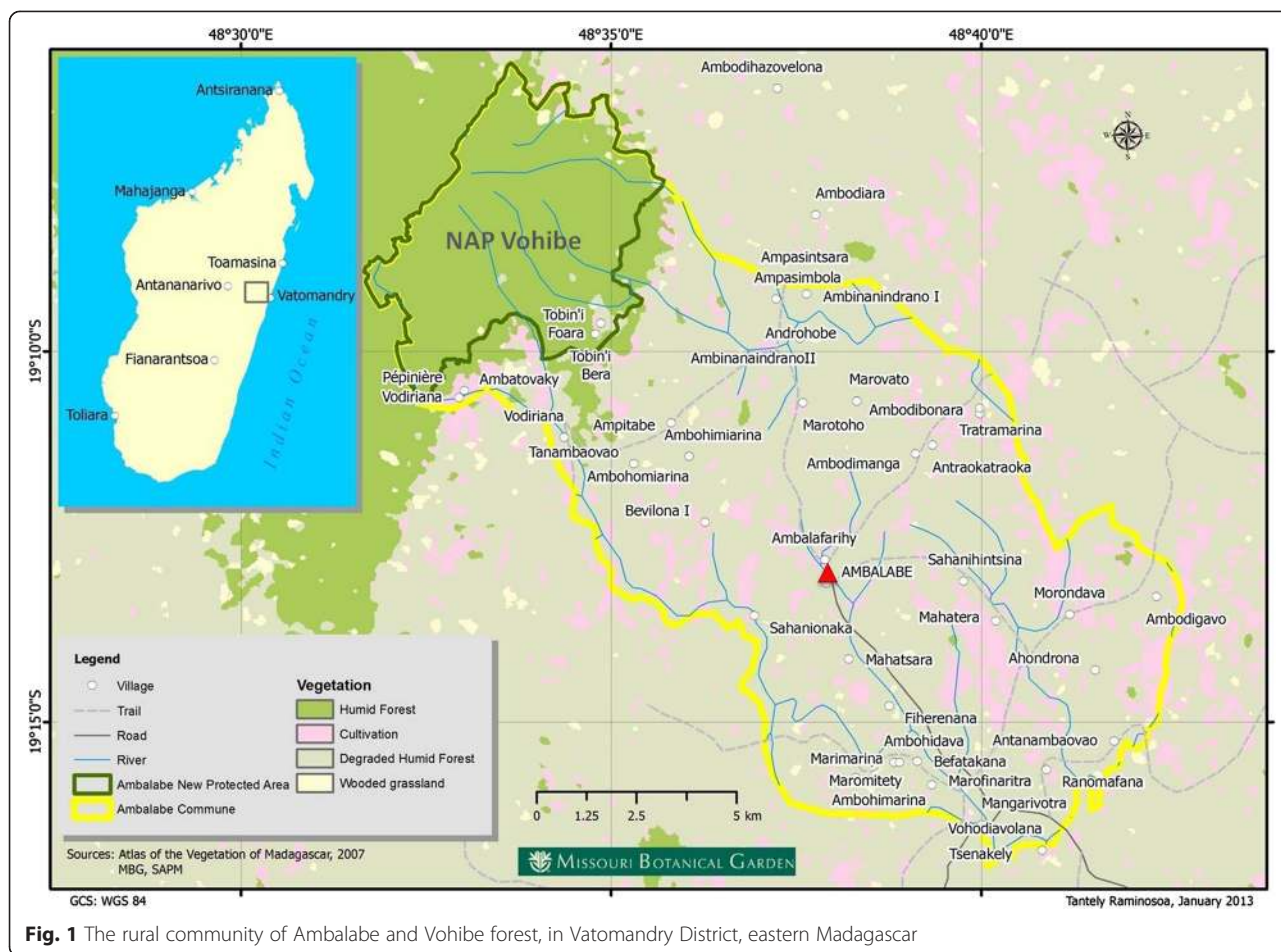 48°30'0"E
48°35'0"E
48°40'0"E
19°10'0"S
19°15'0"S
Antsiranana
Mahajanga
Toamasina
Antananarivo
Vatomandry
Fianarantsoa
Toliara
Indian Ocean
Ambodihazovelona
Ambodiara
NAP Vohibe
Ampasintsara
Ampasimbola
Ambinanindrano I
Tobin'i
Foara
Androhobe
Tobin'i
Bera
AmbinanaindranoII
Pépinière
Vodiriana
Ambatovaky
Marovato
Vodiriana
Ampitabe
Ambodibonara
Ambohimiarina
Marotoho
Tratramarina
Tanambaovao
Ambohomiarina
Ambodimanga
Antraokatraoka
Bevilona I
Ambalafarihy
AMBALABE
Sahanihintsina
Morondava
Sahanionaka
Mahatera
Ambodigavo
Mahatsara
Ahondrona
Fiherenana
Ambohidava
Antanambaovao
Marimarina
Befatakana
Maromitety
Marofinaritra
Ranomafana
Ambohimarina
Mangarivotra
Vohodiavolana
Tsenakely
N
W E
S
Legend
Village
Trail
Road
River
Ambalabe New Protected Area
Ambalabe Commune
Vegetation
Humid Forest
Cultivation
Degraded Humid Forest
Wooded grassland
0 1.25 2.5 5 km
Sources: Atlas of the Vegetation of Madagascar, 2007
MBG, SAPM
MISSOURI BOTANICAL GARDEN
GCS: WGS 84
Tantely Raminosoa, January 2013
Fig. 1 The rural community of Ambalabe and Vohibe forest, in Vatomandry District, eastern Madagascar